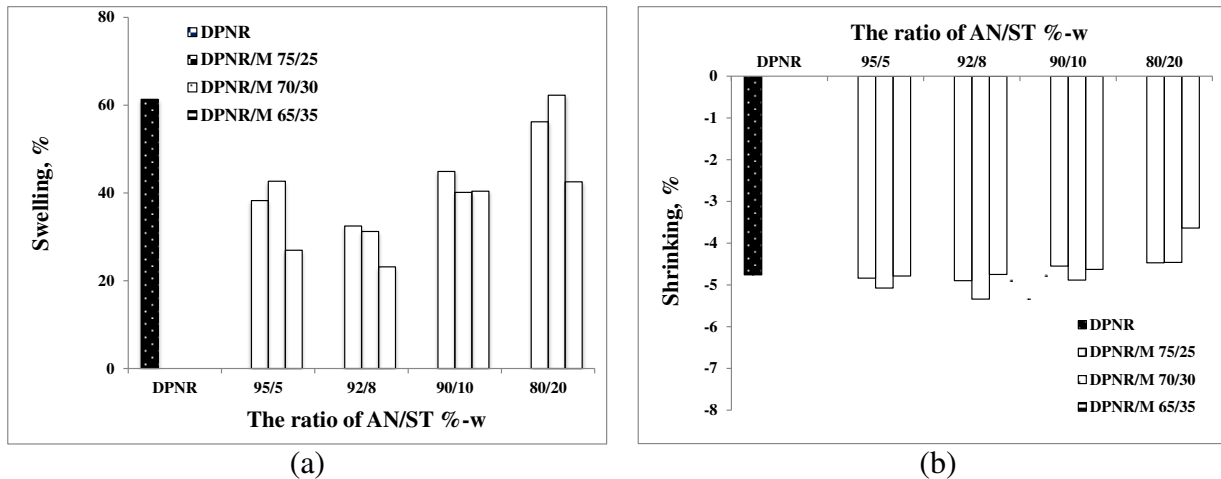 80
60
40
20
0
Swelling, %
DPNR
DPNR/M 75/25
DPNR/M 70/30
DPNR/M 65/35
DPNR 95/5 92/8 90/10 80/20
The ratio of AN/ST %-w
(a)
The ratio of AN/ST %-w
DPNR 95/5 92/8 90/10 80/20
0
-1
-2
-3
-4
-5
-6
-7
-8
Shrinking, %
DPNR
DPNR/M 75/25
DPNR/M 70/30
DPNR/M 65/35
(b)